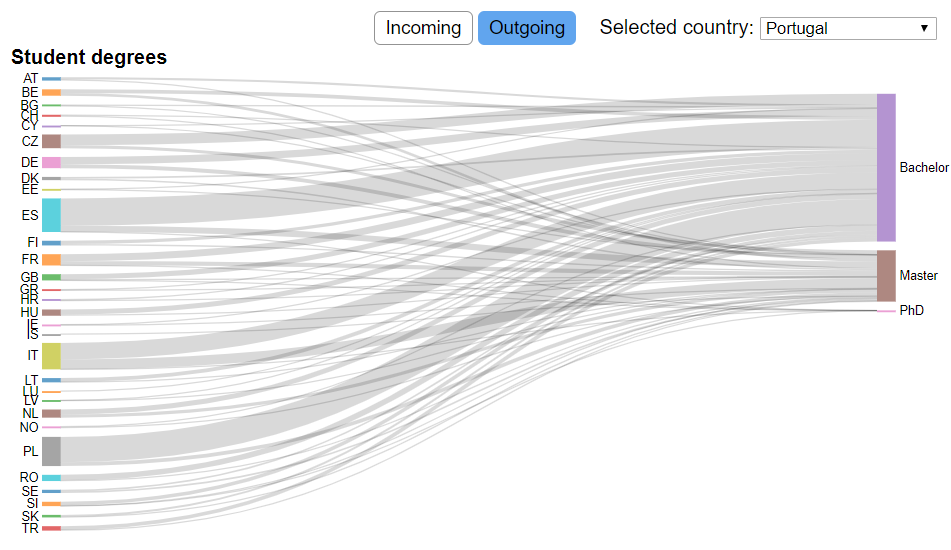 Incoming Outgoing Selected country: Portugal
Student degrees
AT
BE
BG
CH
CY
CZ
DE
DK
EE
ES
FI
FR
GB
GR
HR
HU
IE
IS
IT
LT
LU
LV
NL
NO
PL
RO
SE
SI
SK
TR
Bachelor
Master
PhD